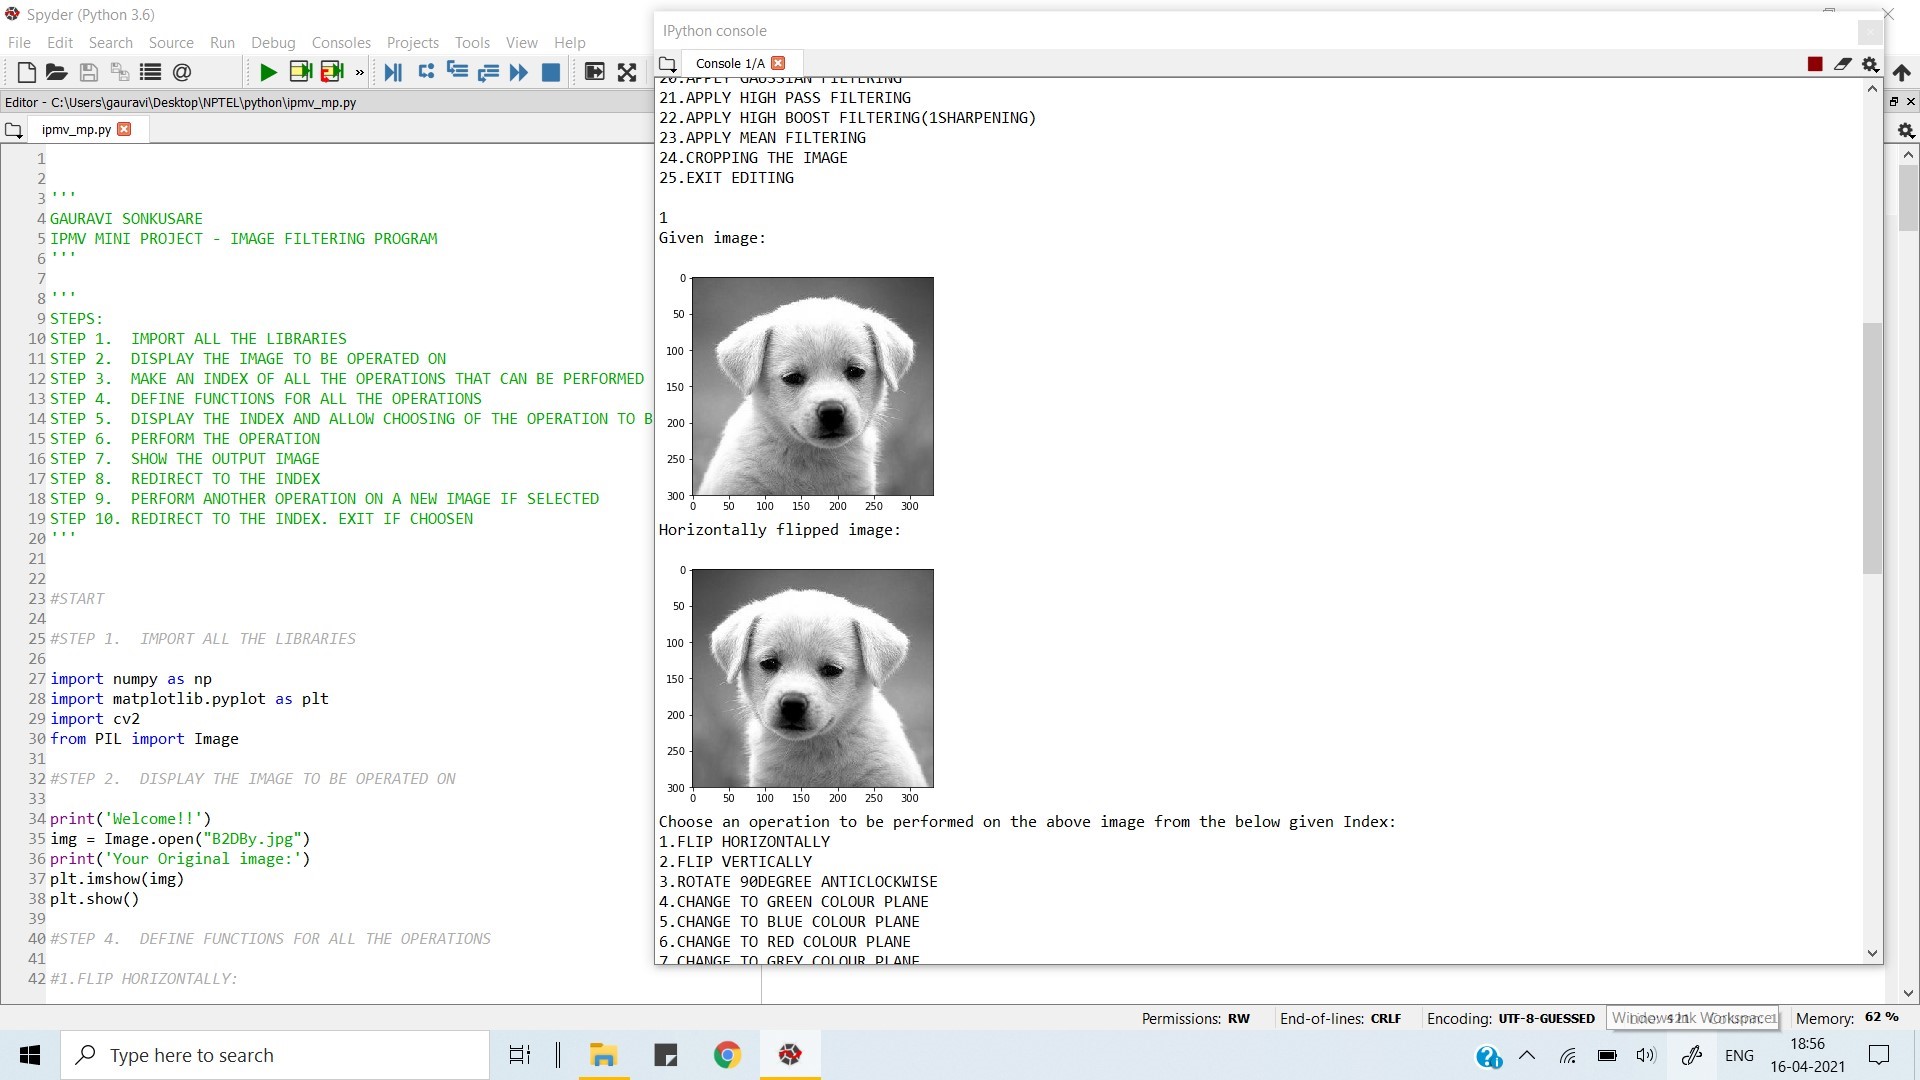 Spyder (Python 3.6)
File Edit Search Source Run Debug Consoles Projects Tools View Help
Editor - C:\Users\gauravi\Desktop\NPTEL\python\ipmv_mp.py
ipmv_mp.py
1
2
3 '''
4 GAURAVI SONKUSARE
5 IPMV MINI PROJECT - IMAGE FILTERING PROGRAM
6 '''
7
8 '''
9 STEPS:
10 STEP 1.  IMPORT ALL THE LIBRARIES
11 STEP 2.  DISPLAY THE IMAGE TO BE OPERATED ON
12 STEP 3.  MAKE AN INDEX OF ALL THE OPERATIONS THAT CAN BE PERFORMED
13 STEP 4.  DEFINE FUNCTIONS FOR ALL THE OPERATIONS
14 STEP 5.  DISPLAY THE INDEX AND ALLOW CHOOSING OF THE OPERATION TO B
15 STEP 6.  PERFORM THE OPERATION
16 STEP 7.  SHOW THE OUTPUT IMAGE
17 STEP 8.  REDIRECT TO THE INDEX
18 STEP 9.  PERFORM ANOTHER OPERATION ON A NEW IMAGE IF SELECTED
19 STEP 10. REDIRECT TO THE INDEX. EXIT IF CHOOSEN
20 '''
21
22
23 #START
24
25 #STEP 1.  IMPORT ALL THE LIBRARIES
26
27 import numpy as np
28 import matplotlib.pyplot as plt
29 import cv2
30 from PIL import Image
31
32 #STEP 2.  DISPLAY THE IMAGE TO BE OPERATED ON
33
34 print('Welcome!!')
35 img = Image.open("B2DBy.jpg")
36 print('Your Original image:')
37 plt.imshow(img)
38 plt.show()
39
40 #STEP 4.  DEFINE FUNCTIONS FOR ALL THE OPERATIONS
41
42 #1.FLIP HORIZONTALLY:
IPython console
Console 1/A
20.APPLY GAUSSIAN FILTERING
21.APPLY HIGH PASS FILTERING
22.APPLY HIGH BOOST FILTERING(1SHARPENING)
23.APPLY MEAN FILTERING
24.CROPPING THE IMAGE
25.EXIT EDITING
1
Given image:
0
50
100
150
200
250
300
0 50 100 150 200 250 300
Horizontally flipped image:
0
50
100
150
200
250
300
0 50 100 150 200 250 300
Choose an operation to be performed on the above image from the below given Index:
1.FLIP HORIZONTALLY
2.FLIP VERTICALLY
3.ROTATE 90DEGREE ANTICLOCKWISE
4.CHANGE TO GREEN COLOUR PLANE
5.CHANGE TO BLUE COLOUR PLANE
6.CHANGE TO RED COLOUR PLANE
7.CHANGE TO GREY COLOUR PLANE
Permissions: RW End-of-lines: CRLF Encoding: UTF-8-GUESSED Windows Ink Workspace Memory: 62 %
Type here to search
ENG
18:56
16-04-2021